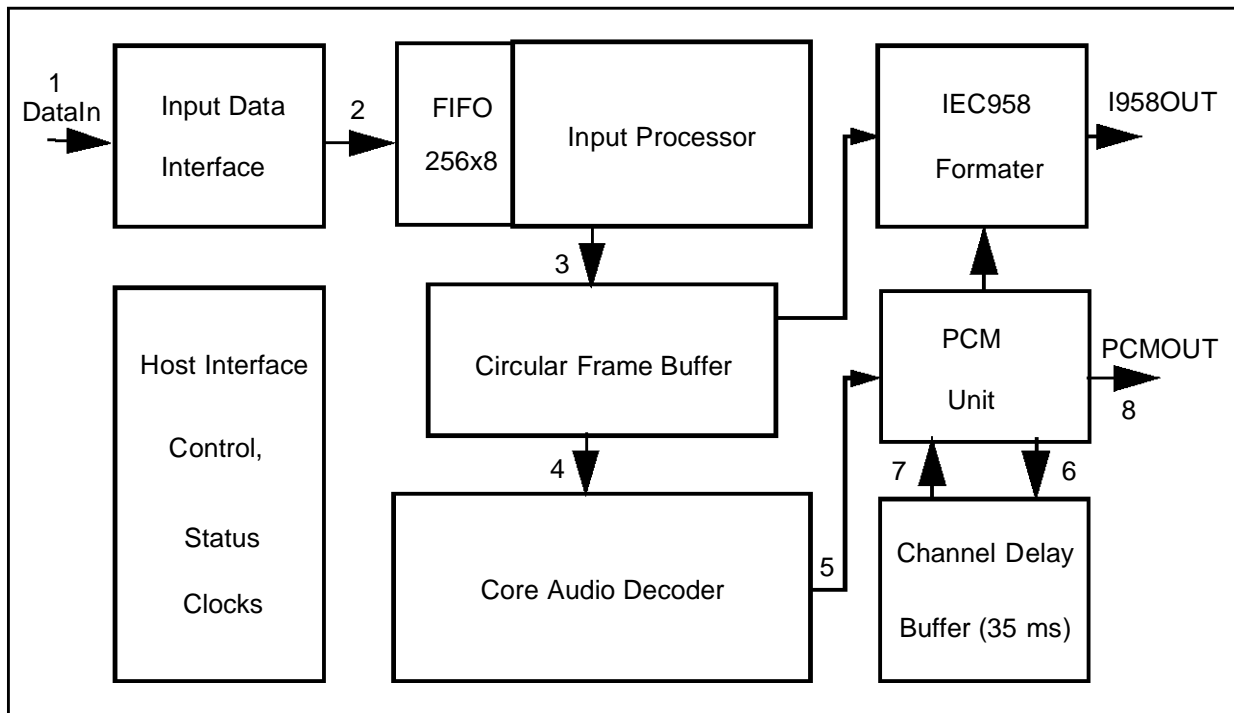 1
DataIn
Input Data
Interface
2
FIFO
256x8
Input Processor
IEC958
Formater
I958OUT
3
Circular Frame Buffer
PCM
Unit
PCMOUT
8
Host Interface
Control,
Status
Clocks
4
7
6
Core Audio Decoder
5
Channel Delay
Buffer (35 ms)